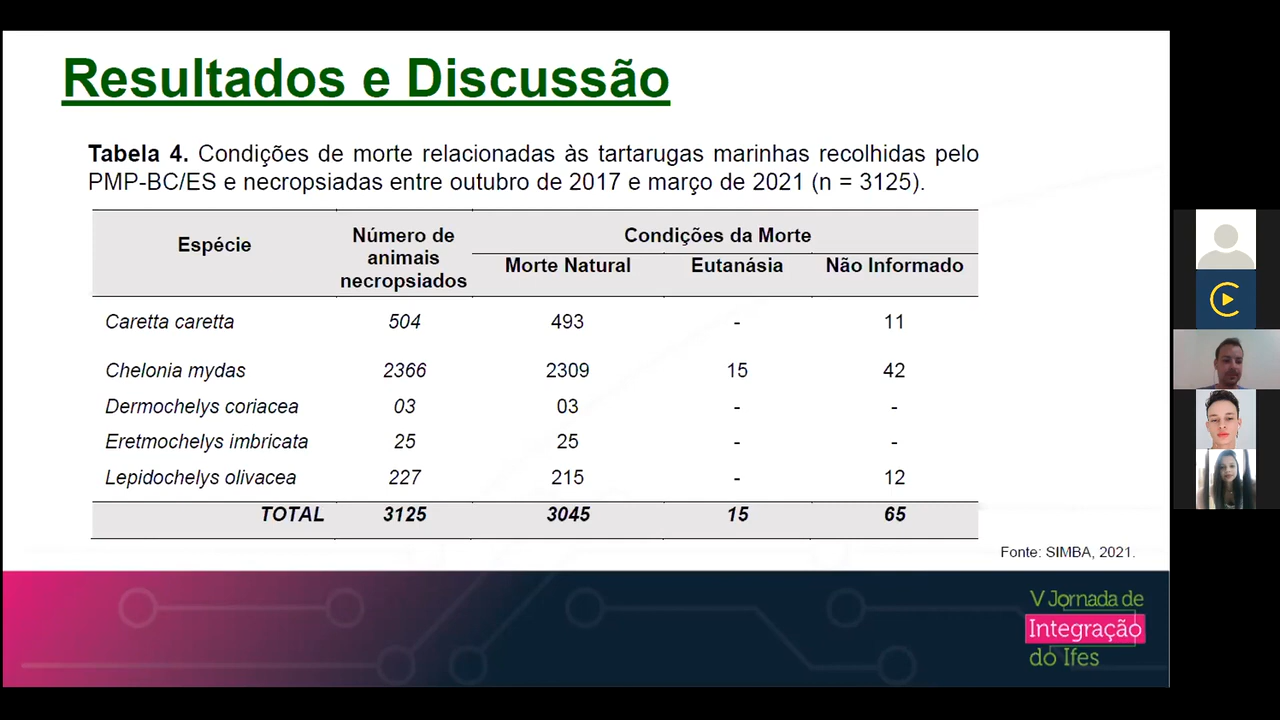 Resultados e Discussão
Tabela 4. Condições de morte relacionadas às tartarugas marinhas recolhidas pelo
PMP-BC/ES e necropsiadas entre outubro de 2017 e março de 2021 (n = 3125).
Espécie Número de animais necropsiados Condições da Morte
Morte Natural Eutanásia Não Informado
Caretta caretta 504 493 - 11
Chelonia mydas 2366 2309 15 42
Dermochelys coriacea 03 03 - -
Eretmochelys imbricata 25 25 - -
Lepidochelys olivacea 227 215 - 12
TOTAL 3125 3045 15 65
Fonte: SIMBA, 2021.
V Jornada de
Integração
do Ifes